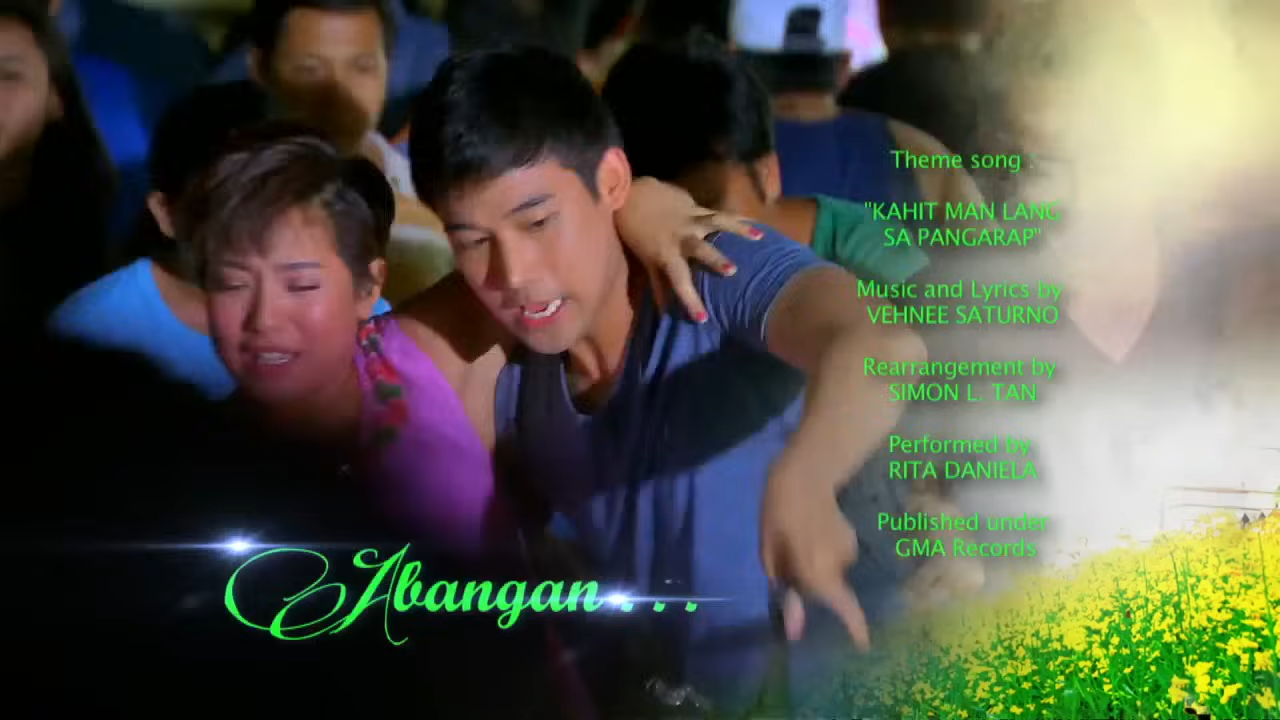 Theme song :
"KAHIT MAN LANG
SA PANGARAP"
Music and Lyrics by
VEHNEE SATURNO
Rearrangement by
SIMON L. TAN
Performed by
RITA DANIELA
Published under
GMA Records
Abangan . . .